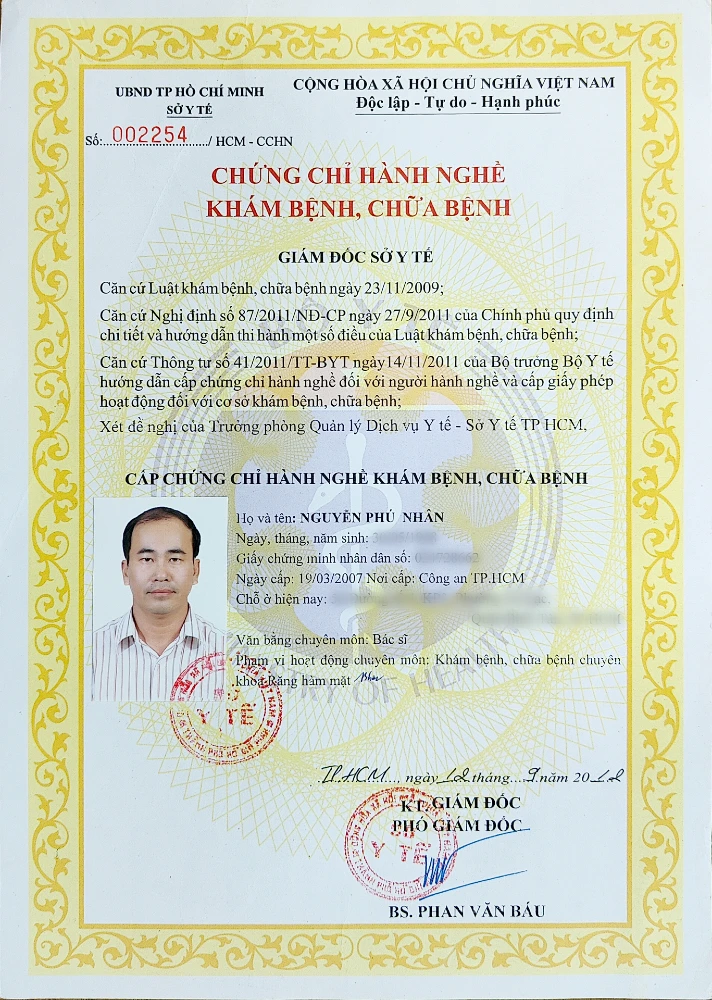 UBND TP HỒ CHÍ MINH
SỞ Y TẾ
CỘNG HÒA XÃ HỘI CHỦ NGHĨA VIỆT NAM
Độc lập - Tự do - Hạnh phúc
Số:..002254..../ HCM - CCHN
CHỨNG CHỈ HÀNH NGHỀ
KHÁM BỆNH, CHỮA BỆNH
GIÁM ĐỐC SỞ Y TẾ
Căn cứ Luật khám bệnh, chữa bệnh ngày 23/11/2009;
Căn cứ Nghị định số 87/2011/NĐ-CP ngày 27/9/2011 của Chính phủ quy định
chi tiết và hướng dẫn thi hành một số điều của Luật khám bệnh, chữa bệnh;
Căn cứ Thông tư số 41/2011/TT-BYT ngày14/11/2011 của Bộ trưởng Bộ Y tế
hướng dẫn cấp chứng chỉ hành nghề đối với người hành nghề và cấp giấy phép
hoạt động đối với cơ sở khám bệnh, chữa bệnh;
Xét đề nghị của Trưởng phòng Quản lý Dịch vụ Y tế - Sở Y tế TP HCM,
CẤP CHỨNG CHỈ HÀNH NGHỀ KHÁM BỆNH, CHỮA BỆNH
Họ và tên: NGUYỄN PHÚ NHÂN
Ngày, tháng, năm sinh:
Giấy chứng minh nhân dân số:
Ngày cấp: 19/03/2007 Nơi cấp: Công an TP.HCM
Chỗ ở hiện nay:
Văn bằng chuyên môn: Bác sĩ
Phạm vi hoạt động chuyên môn: Khám bệnh, chữa bệnh chuyên
khoa Răng hàm mặt
Y TẾ
TP.HCM..., ngày 12 tháng...9 năm 2012
KT. GIÁM ĐỐC
PHÓ GIÁM ĐỐC
Y TẾ
BS. PHAN VĂN BÁU